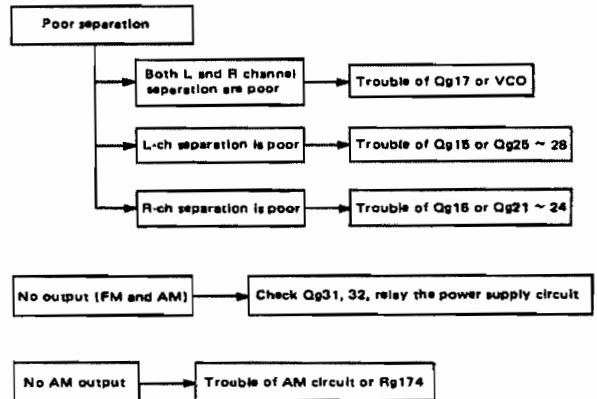 Poor separation
Both L and R channel
separation are poor
Trouble of Qg17 or VCO
L-ch separation is poor
Trouble of Qg15 or Qg25 ~ 28
R-ch separation is poor
Trouble of Qg16 or Qg21 ~ 24
No output (FM and AM)
Check Qg31, 32, relay the power supply circuit
No AM output
Trouble of AM circuit or Rg174